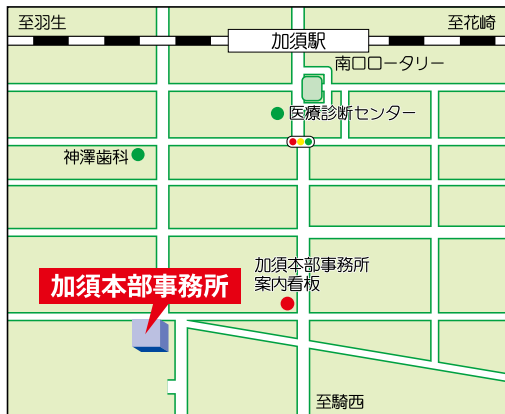 至羽生
至花崎
加須駅
南口ロータリー
医療診断センター
神澤歯科
加須本部事務所
案内看板
加須本部事務所
至騎西